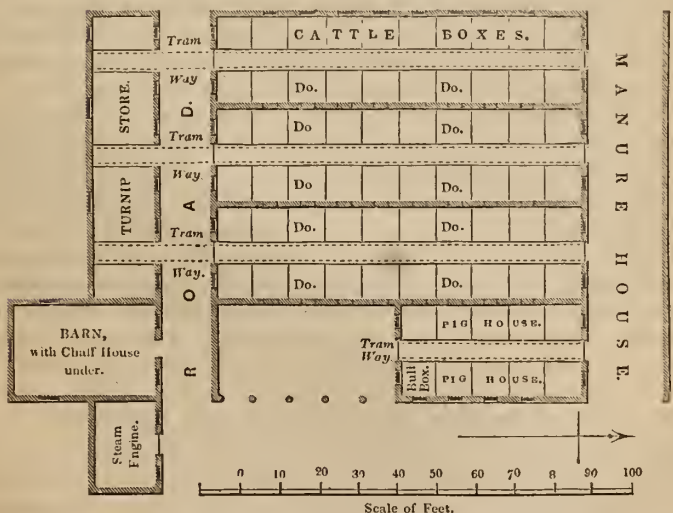 Tram
CATTLE BOXES.
Way
Do. Do.
STORE.
Do Do.
Tram
Way.
Do Do.
TURNIP
Do. Do.
Tram
Way.
Do. Do.
ROAD.
MANURE HOUSE.
BARN,
with Chaff House
under.
PIG HOUSE.
Tram
Way.
Bull
Box.
PIG HOUSE.
Steam
Engine.
0 10 20 30 40 50 60 70 8 90 100
Scale of Feet.